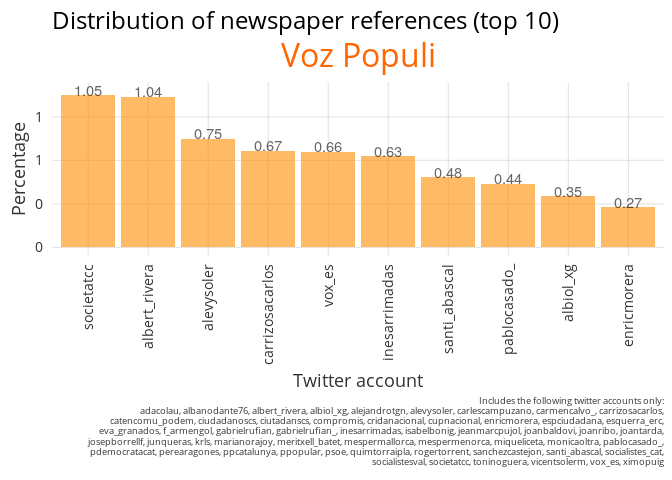 Distribution of newspaper references (top 10)
Voz Populi
Percentage
1
1
0
0
1.05
1.04
0.75
0.67
0.66
0.63
0.48
0.44
0.35
0.27
societatcc
albert_rivera
alevysoler
carrizosacarlos
vox_es
inesarrimadas
santi_abascal
pablocasado_
albiol_xg
enricmorera
Twitter account
Includes the following twitter accounts only:
adacolau, albanodante76, albert_rivera, albiol_xg, alejandrotgn, alevysoler, carlescampuzano, carmencalvo_, carrizosacarlos,
catencomu_podem, ciudadanoscs, ciutadanscs, compromis, cridanacional, cupnacional, enricmorera, espciudadana, esquerra_erc,
eva_granados, f_armengol, gabrielrufian, gabrielrufian_, inesarrimadas, isabelbonig, jeanmarcpujol, joanbaldovi, joanribo, joantarda,
josepborrellf, junqueras, krls, marianorajoy, meritxell_batet, mespermallorca, mespermenorca, miqueliceta, monicaoltra, pablocasado_,
pdemocratacat, perearagones, ppcatalunya, ppopular, psoe, quimtorraipla, rogertorrent, sanchezcastejon, santi_abascal, socialistes_cat,
socialistesval, societatcc, toninoguera, vicentsolerm, vox_es, ximopuig